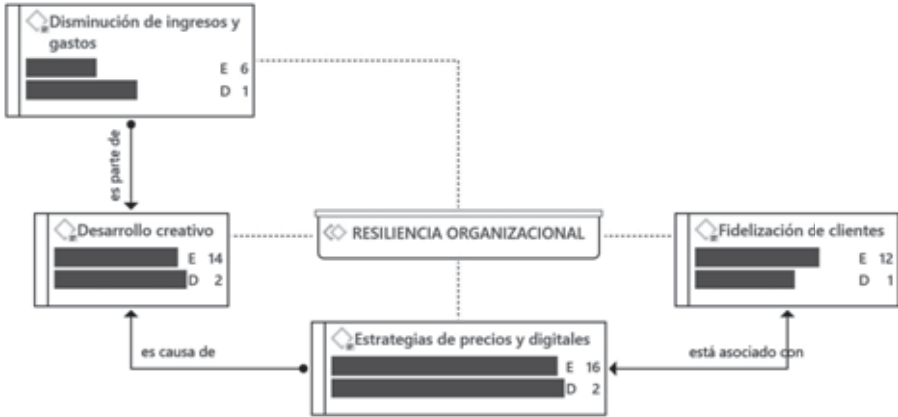 Disminución de ingresos y
gastos
E 6
D 1
es parte de
Desarrollo creativo
E 14
D 2
RESILIENCIA ORGANIZACIONAL
Fidelización de clientes
E 12
D 1
es causa de
Estrategias de precios y digitales
E 16
D 2
está asociado con